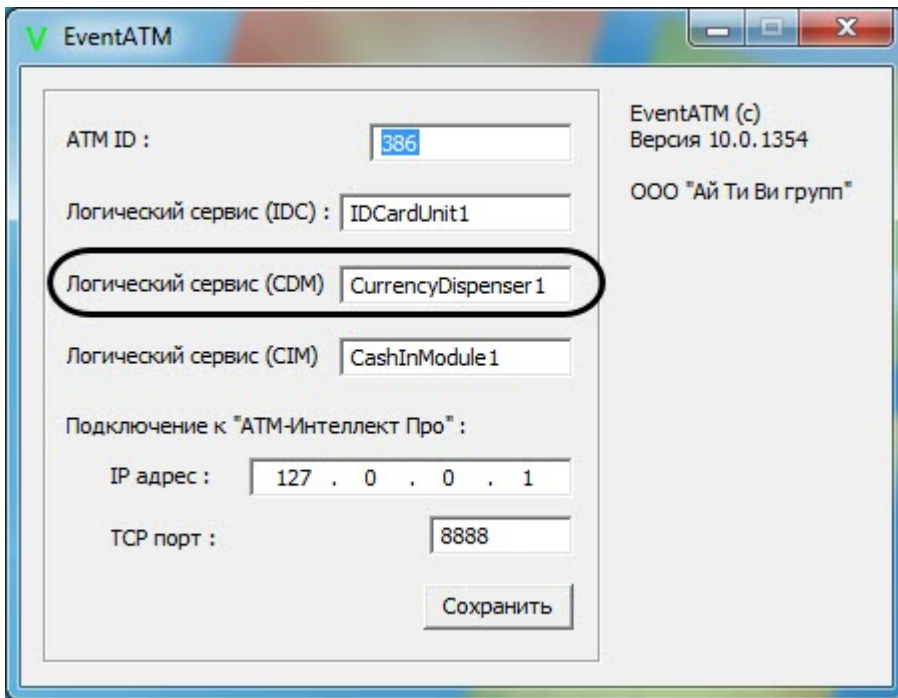 EventATM
ATM ID :
386
EventATM (c)
Версия 10.0.1354
ООО "Ай Ти Ви групп"
Логический сервис (IDC) :
IDCardUnit1
Логический сервис (CDM)
CurrencyDispenser1
Логический сервис (CIM)
CashInModule1
Подключение к "АТМ-Интеллект Про" :
IP адрес :
127 . 0 . 0 . 1
TCP порт :
8888
Сохранить